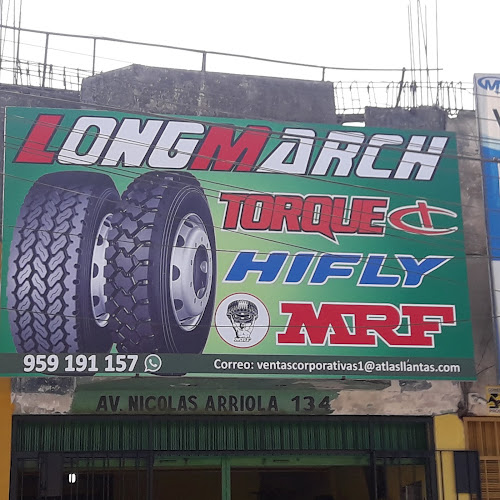 LONGMARCH
TORQUE
HIFLY
MRF
959 191 157
Correo: ventascorporativas1@atlasllantas.com
AV. NICOLAS ARRIOLA 134